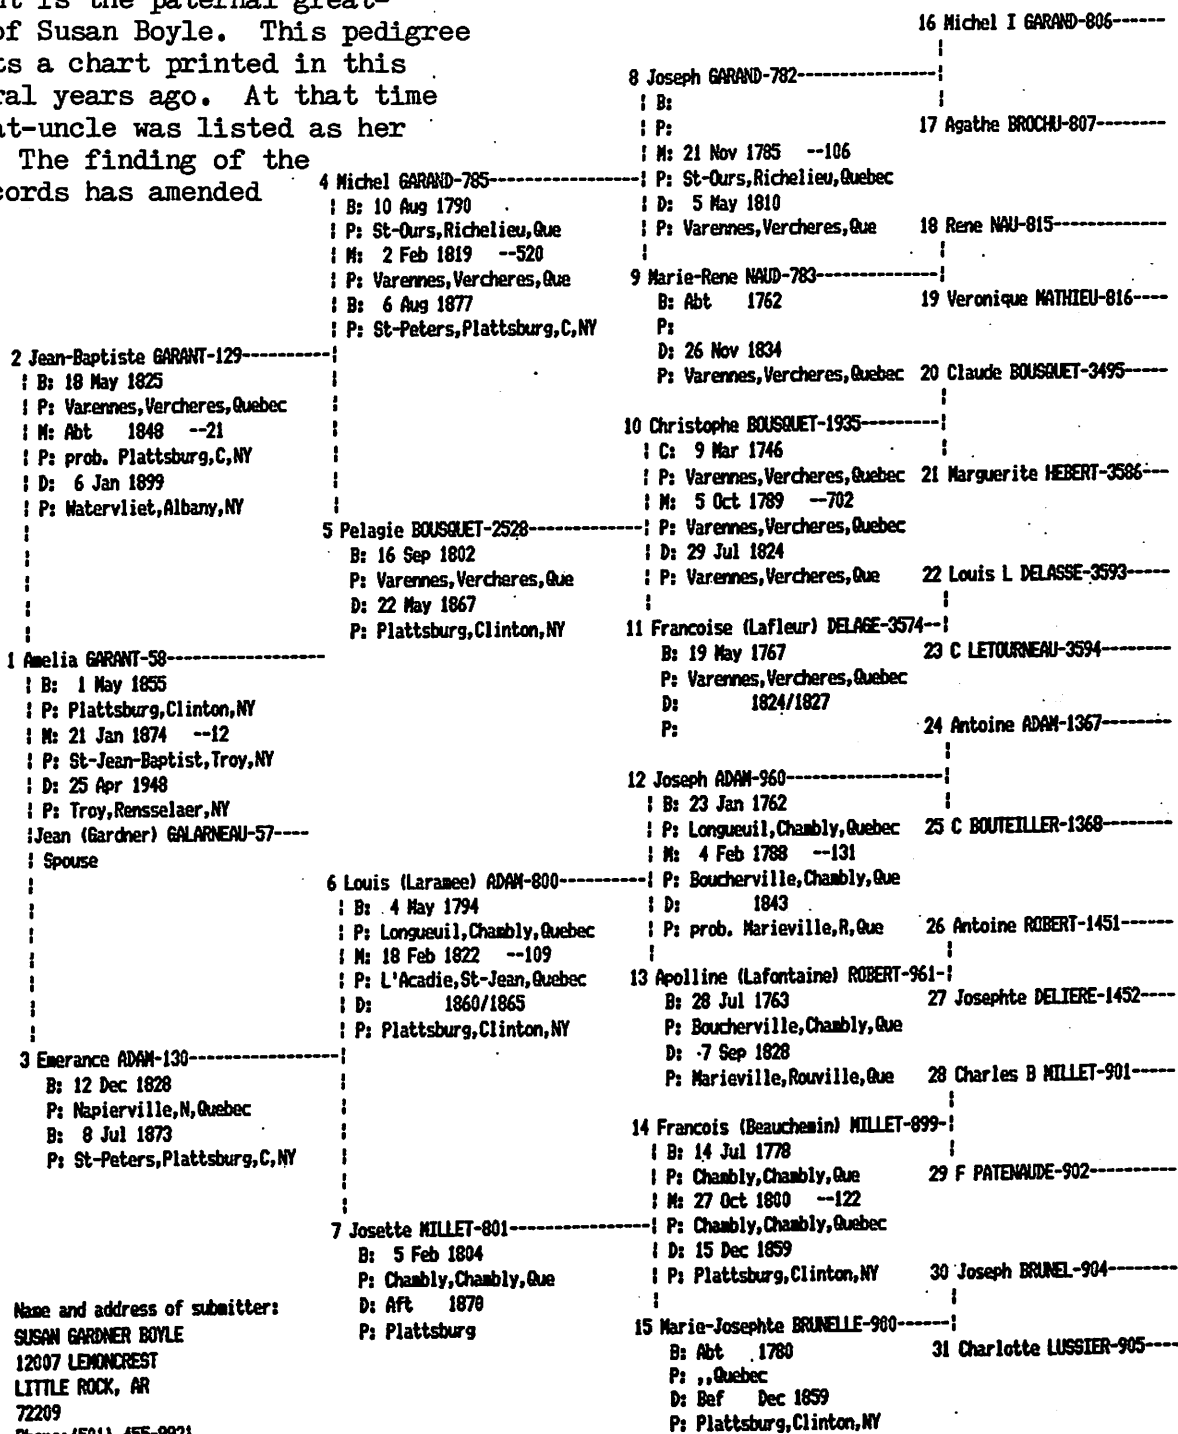 nt is the paternal great-
of Susan Boyle. This pedigree
ts a chart printed in this
ral years ago. At that time
at-uncle was listed as her
The finding of the
cords has amended
16 Michel I GARAND-806------
8 Joseph GARAND-782----------------
B:
P:
M: 21 Nov 1785 --106
P: St-Ours,Richelieu,Quebec
D: 5 May 1810
P: Varennes,Vercheres,Que
17 Agathe BROCHU-807--------
4 Michel GARAND-785-----------------
B: 10 Aug 1790
P: St-Ours,Richelieu,Que
M: 2 Feb 1819 --520
P: Varennes,Vercheres,Que
B: 6 Aug 1877
P: St-Peters,Plattsburg,C,NY
18 Rene NAU-815-------------
9 Marie-Rene NAUD-783--------------
B: Abt 1762
P:
D: 26 Nov 1834
P: Varennes,Vercheres,Quebec
19 Veronique MATHIEU-816----
2 Jean-Baptiste GARANT-129----------
B: 18 May 1825
P: Varennes,Vercheres,Quebec
M: Abt 1848 --21
P: prob. Plattsburg,C,NY
D: 6 Jan 1899
P: Watervliet,Albany,NY
20 Claude BOUSQUET-3495-----
10 Christophe BOUSQUET-1935---------
C: 9 Mar 1746
P: Varennes,Vercheres,Quebec
M: 5 Oct 1789 --702
P: Varennes,Vercheres,Quebec
D: 29 Jul 1824
P: Varennes,Vercheres,Que
21 Marguerite HEBERT-3586---
5 Pelagie BOUSQUET-2528-------------
B: 16 Sep 1802
P: Varennes,Vercheres,Que
D: 22 May 1867
P: Plattsburg,Clinton,NY
22 Louis L DELASSE-3593-----
11 Francoise (Lafleur) DELAGE-3574--
B: 19 May 1767
P: Varennes,Vercheres,Quebec
D: 1824/1827
P:
23 C LETOURNEAU-3594--------
1 Amelia GARANT-58------------------
B: 1 May 1855
P: Plattsburg,Clinton,NY
M: 21 Jan 1874 --12
P: St-Jean-Baptist,Troy,NY
D: 25 Apr 1948
P: Troy,Rensselaer,NY
Jean (Gardner) GALARNEAU-57----
Spouse
24 Antoine ADAM-1367--------
12 Joseph ADAM-960------------------
B: 23 Jan 1762
P: Longueuil,Chambly,Quebec
M: 4 Feb 1788 --131
P: Boucherville,Chambly,Que
D: 1843
P: prob. Marieville,R,Que
25 C BOUTEILLER-1368--------
6 Louis (Laramee) ADAM-800----------
B: 4 May 1794
P: Longueuil,Chambly,Quebec
M: 18 Feb 1822 --109
P: L'Acadie,St-Jean,Quebec
D: 1860/1865
P: Plattsburg,Clinton,NY
26 Antoine ROBERT-1451------
13 Apolline (Lafontaine) ROBERT-961-
B: 28 Jul 1763
P: Boucherville,Chambly,Que
D: 7 Sep 1828
P: Marieville,Rouville,Que
27 Josephte DELIERE-1452----
3 Emerance ADAM-130-----------------
B: 12 Dec 1828
P: Napierville,N,Quebec
B: 8 Jul 1873
P: St-Peters,Plattsburg,C,NY
28 Charles B MILLET-901-----
14 Francois (Beauchemin) MILLET-899-
B: 14 Jul 1778
P: Chambly,Chambly,Que
M: 27 Oct 1800 --122
P: Chambly,Chambly,Quebec
D: 15 Dec 1859
P: Plattsburg,Clinton,NY
29 F PATENAUDE-902----------
7 Josette MILLET-801----------------
B: 5 Feb 1804
P: Chambly,Chambly,Que
D: Aft 1870
P: Plattsburg
30 Joseph BRUNEL-904--------
15 Marie-Josephte BRUNELLE-900------
B: Abt 1780
P: ,,Quebec
D: Bef Dec 1859
P: Plattsburg,Clinton,NY
31 Charlotte LUSSIER-905----
Name and address of submitter:
SUSAN GARDNER BOYLE
12007 LEMONCREST
LITTLE ROCK, AR
72209
Phone:(501) 455-9921